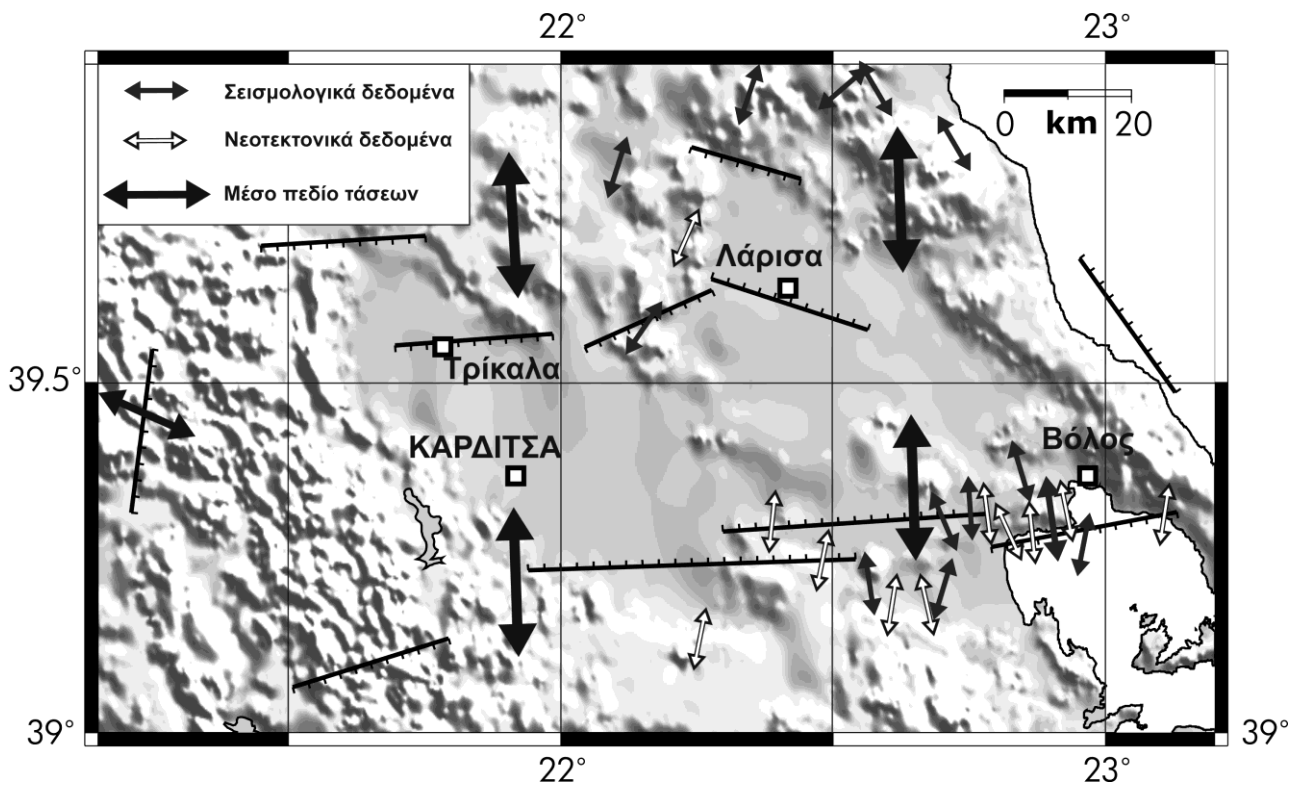 22° 23°
Σεισμολογικά δεδομένα
Νεοτεκτονικά δεδομένα
Μέσο πεδίο τάσεων
0 km 20
Λάρισα
Τρίκαλα
39.5°
ΚΑΡΔΙΤΣΑ
Βόλος
39° 39°
22° 23°